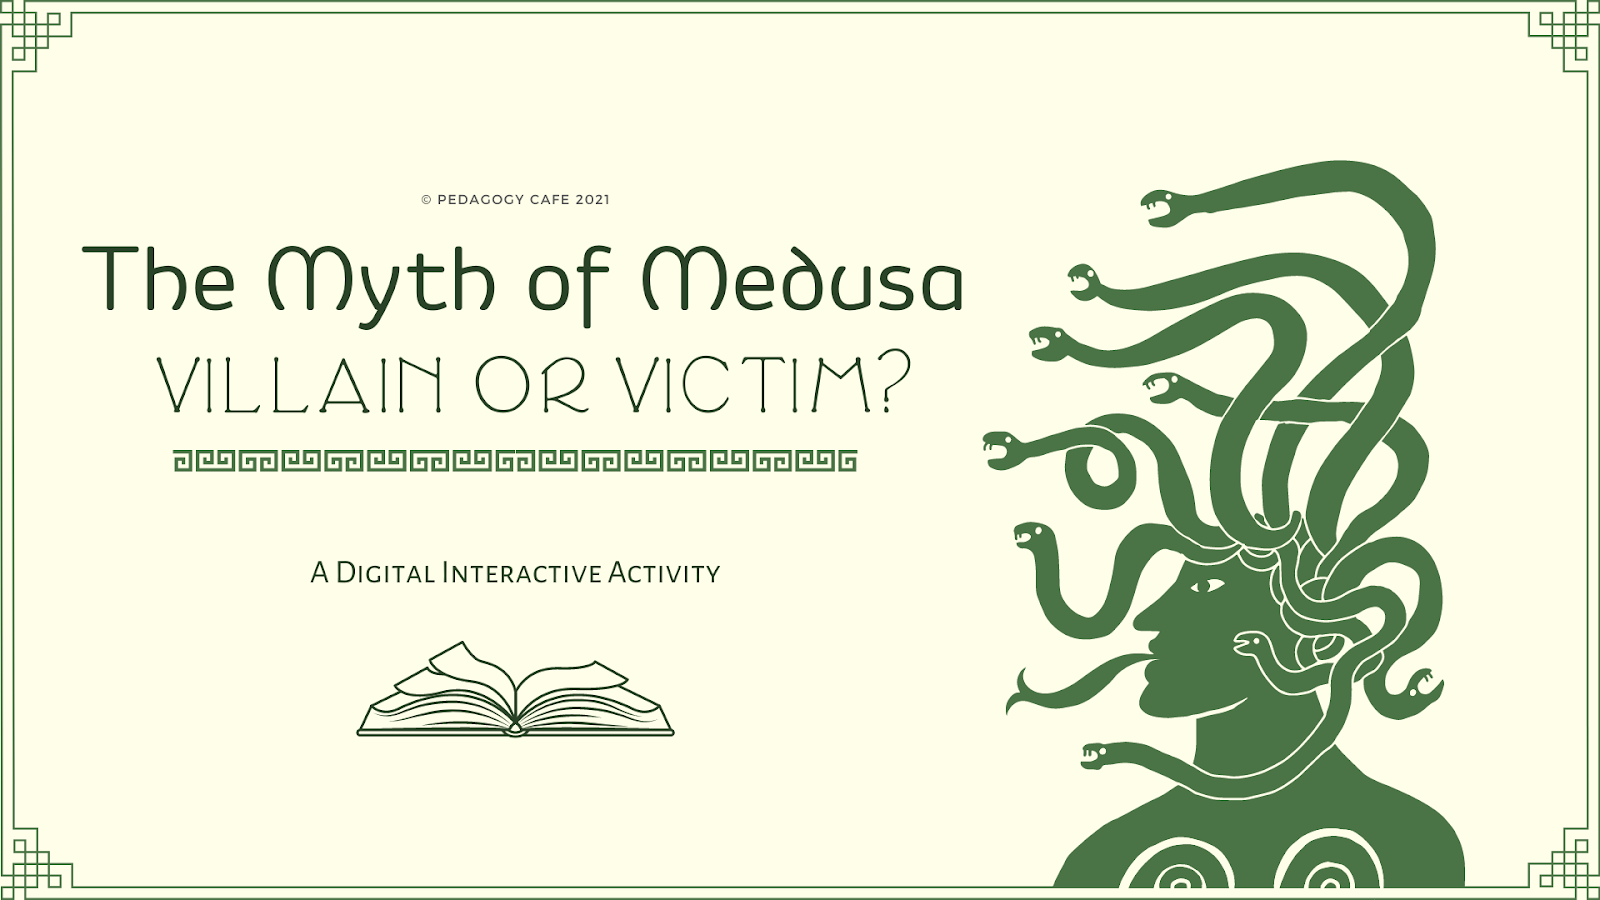 © PEDAGOGY CAFE 2021
The Myth of Medusa
VILLAIN OR VICTIM?
A Digital Interactive Activity